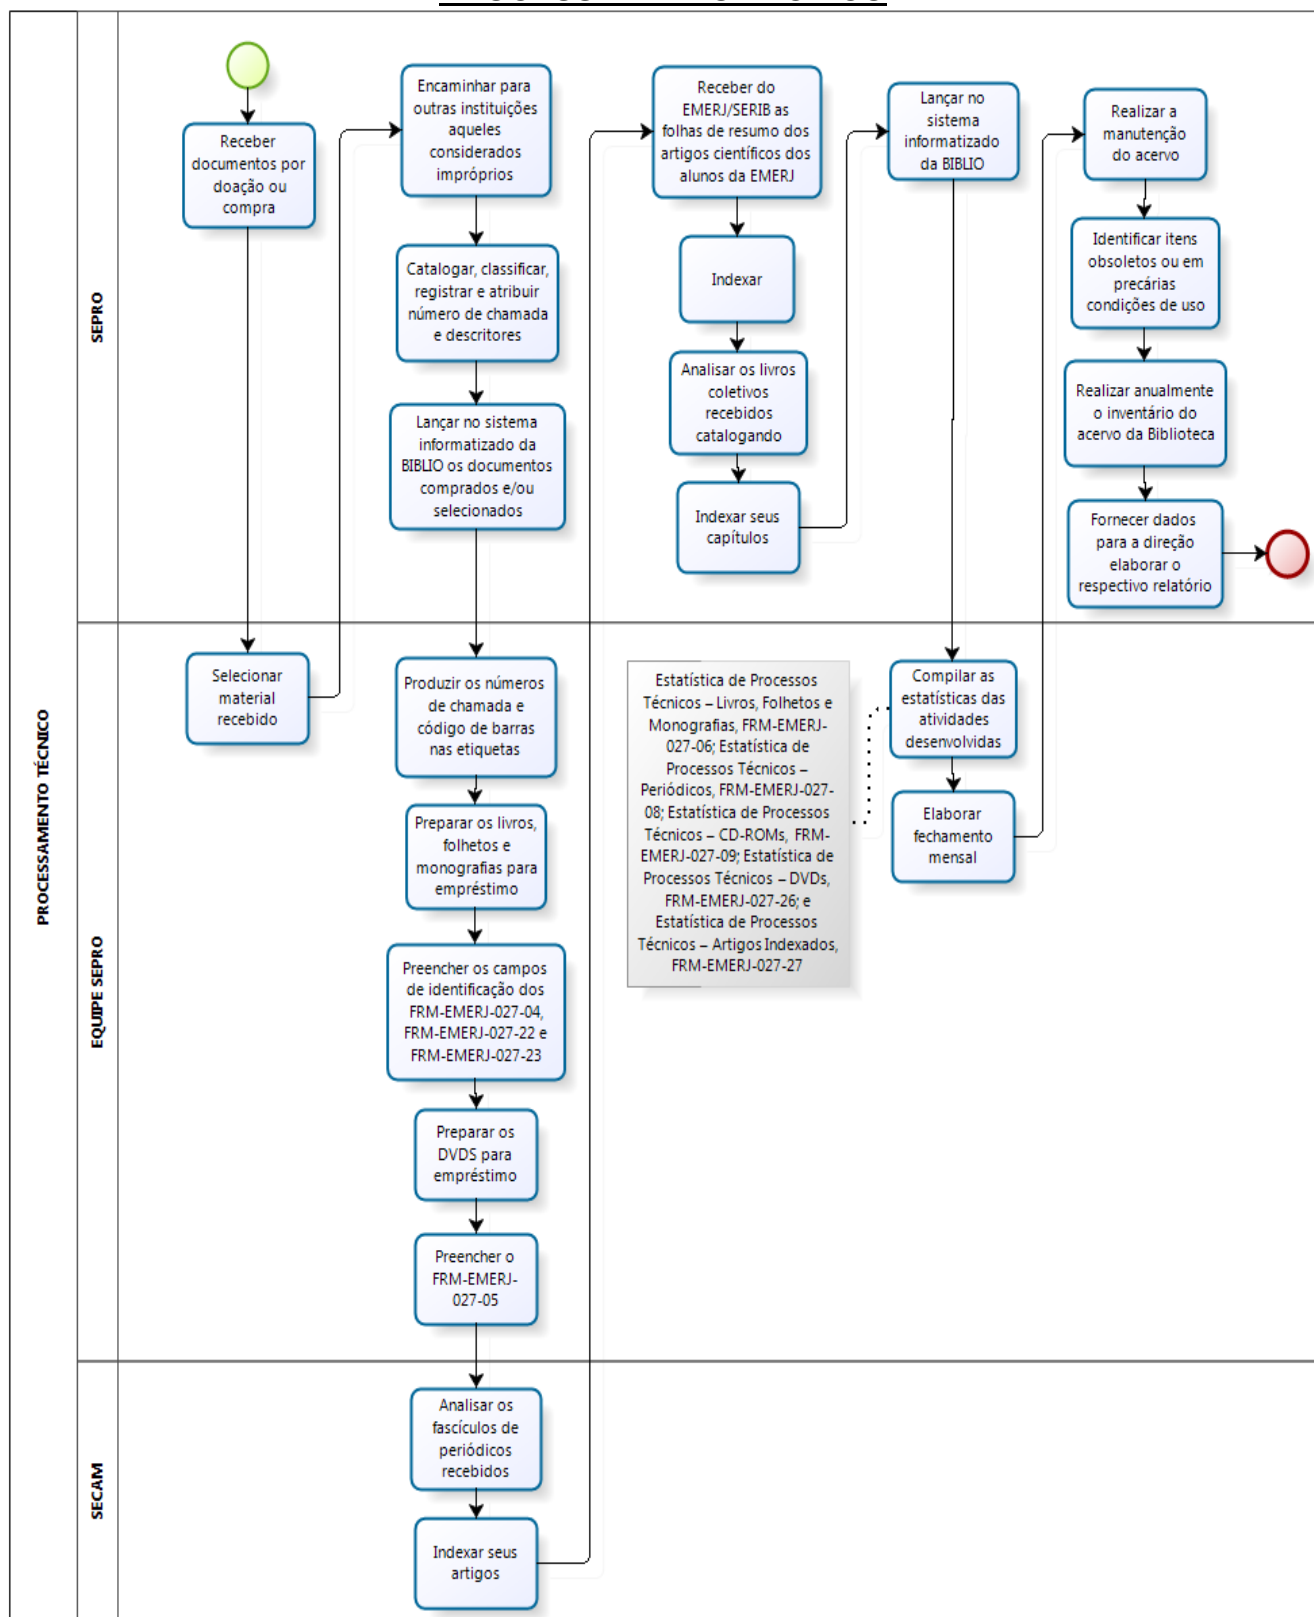 PROCESSAMENTO TÉCNICO
SEPRO
Receber
documentos por
doação ou
compra
Encaminhar para
outras instituições
aqueles
considerados
impróprios
Catalogar, classificar,
registrar e atribuir
número de chamada
e descritores
Lançar no sistema
informatizado da
BIBLIO os documentos
comprados e/ou
selecionados
Receber do
EMERJ/SERIB as
folhas de resumo dos
artigos científicos dos
alunos da EMERJ
Indexar
Analisar os livros
coletivos
recebidos
catalogando
Indexar seus
capítulos
Lançar no
sistema
informatizado
da BIBLIO
Realizar a
manutenção
do acervo
Identificar itens
obsoletos ou em
precárias
condições de uso
Realizar anualmente
o inventário do
acervo da Biblioteca
Fornecer dados
para a direção
elaborar o
respectivo relatório
EQUIPE SEPRO
Selecionar
material
recebido
Produzir os números
de chamada e
código de barras
nas etiquetas
Preparar os livros,
folhetos e
monografias para
empréstimo
Preencher os campos
de identificação dos
FRM-EMERJ-027-04,
FRM-EMERJ-027-22 e
FRM-EMERJ-027-23
Preparar os
DVDS para
empréstimo
Preencher o
FRM-EMERJ-
027-05
Estatística de Processos
Técnicos – Livros, Folhetos e
Monografias, FRM-EMERJ-
027-06; Estatística de
Processos Técnicos –
Periódicos, FRM-EMERJ-027-
08; Estatística de Processos
Técnicos – CD-ROMs, FRM-
EMERJ-027-09; Estatística de
Processos Técnicos – DVDs,
FRM-EMERJ-027-26; e
Estatística de Processos
Técnicos – Artigos Indexados,
FRM-EMERJ-027-27
Compilar as
estatísticas das
atividades
desenvolvidas
Elaborar
fechamento
mensal
SECAM
Analisar os
fascículos de
periódicos
recebidos
Indexar seus
artigos